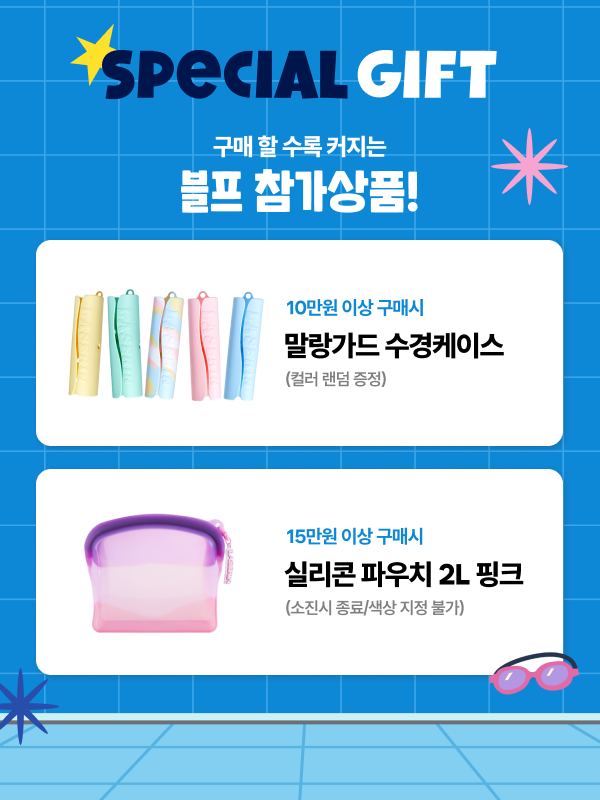 SPECIAL GIFT
구매 할 수록 커지는
블프 참가상품!
10만원 이상 구매시
말랑가드 수경케이스
(컬러 랜덤 증정)
15만원 이상 구매시
실리콘 파우치 2L 핑크
(소진시 종료/색상 지정 불가)